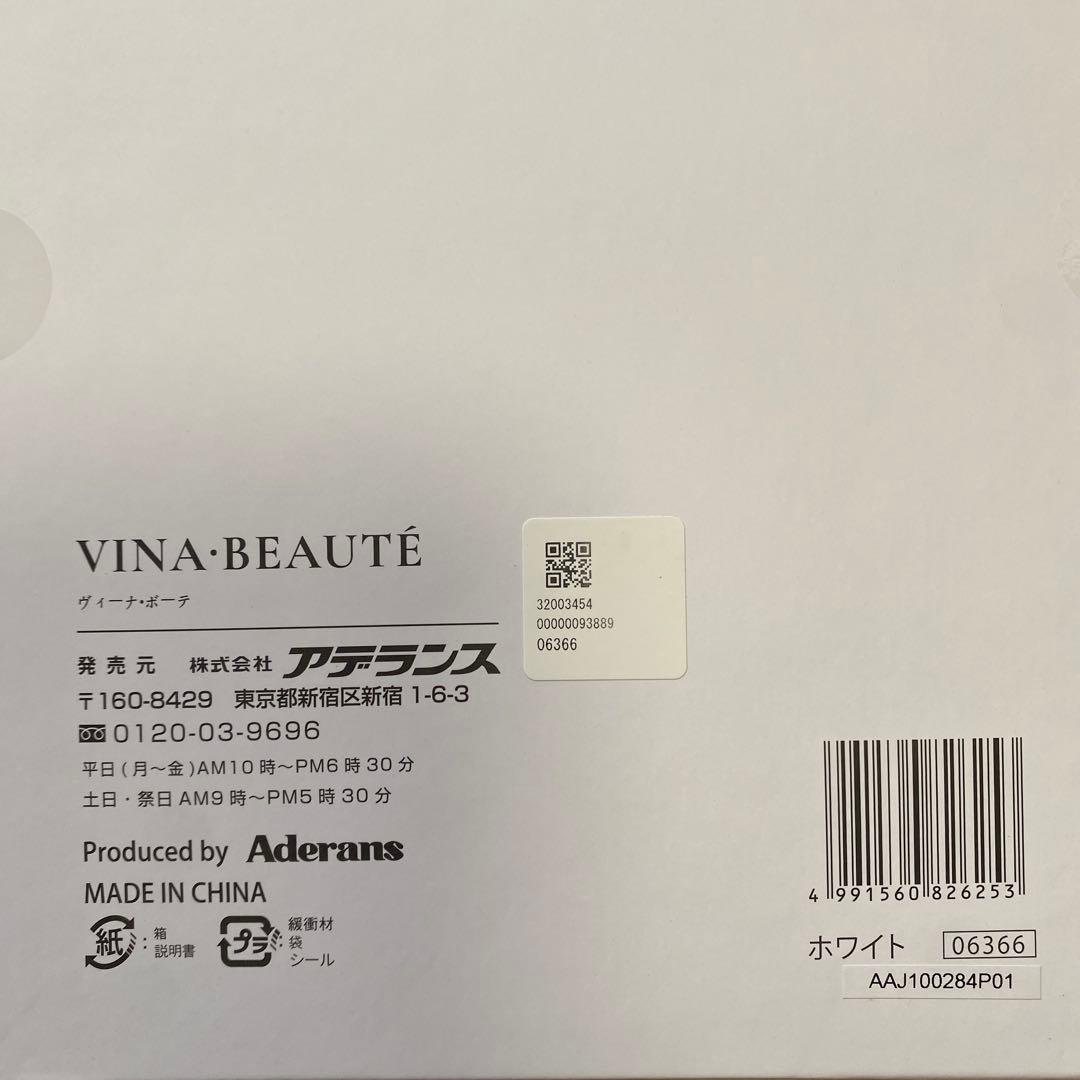 VINA·BEAUTÉ
ヴィーナ・ボーテ
発売元 株式会社 アデランス
〒160-8429 東京都新宿区新宿 1-6-3
0120-03-9696
平日(月〜金)AM10時〜PM6時30分
土日・祭日 AM9時〜PM5時30分
Produced by Aderans
MADE IN CHINA
紙 : 箱
説明書
プラ : 緩衝材
袋
シール
32003454
00000093889
06366
4 991560 826253
ホワイト 06366
AAJ100284P01